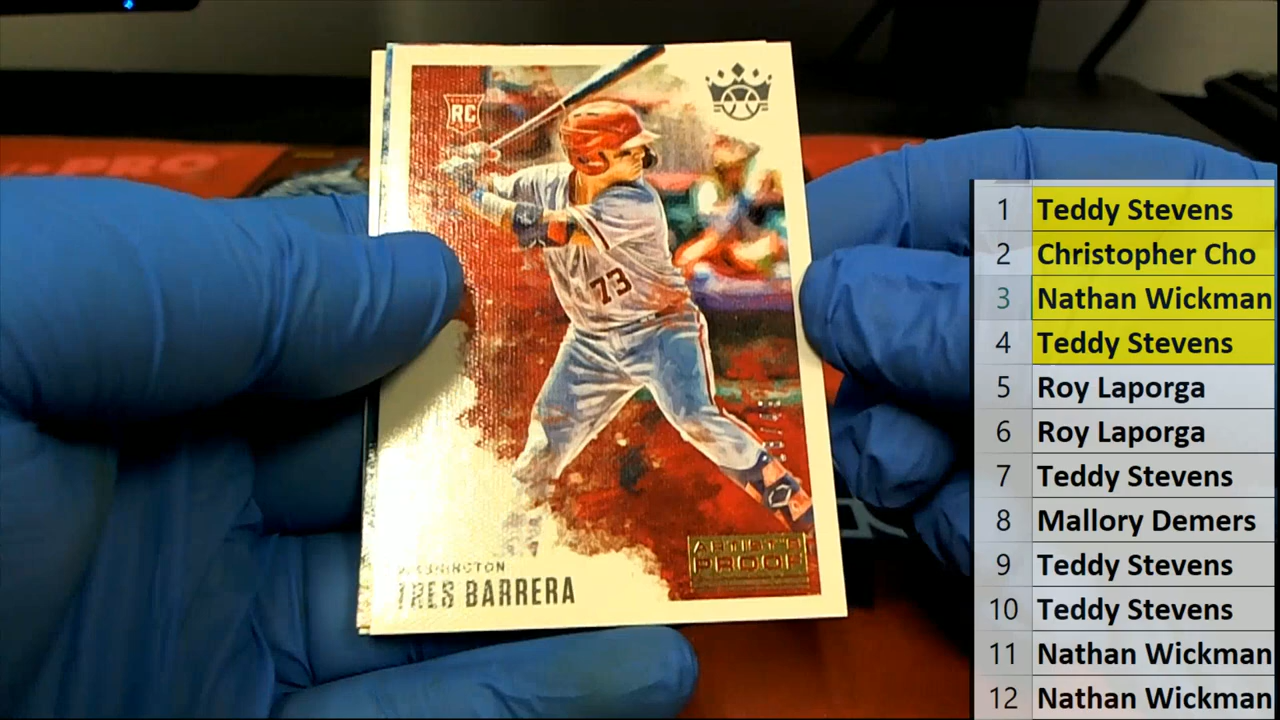 PRO
RC
73
WASHINGTON
TRES BARRERA
ARTIST'S
PROOF
1 Teddy Stevens
2 Christopher Cho
3 Nathan Wickman
4 Teddy Stevens
5 Roy Laporga
6 Roy Laporga
7 Teddy Stevens
8 Mallory Demers
9 Teddy Stevens
10 Teddy Stevens
11 Nathan Wickman
12 Nathan Wickman